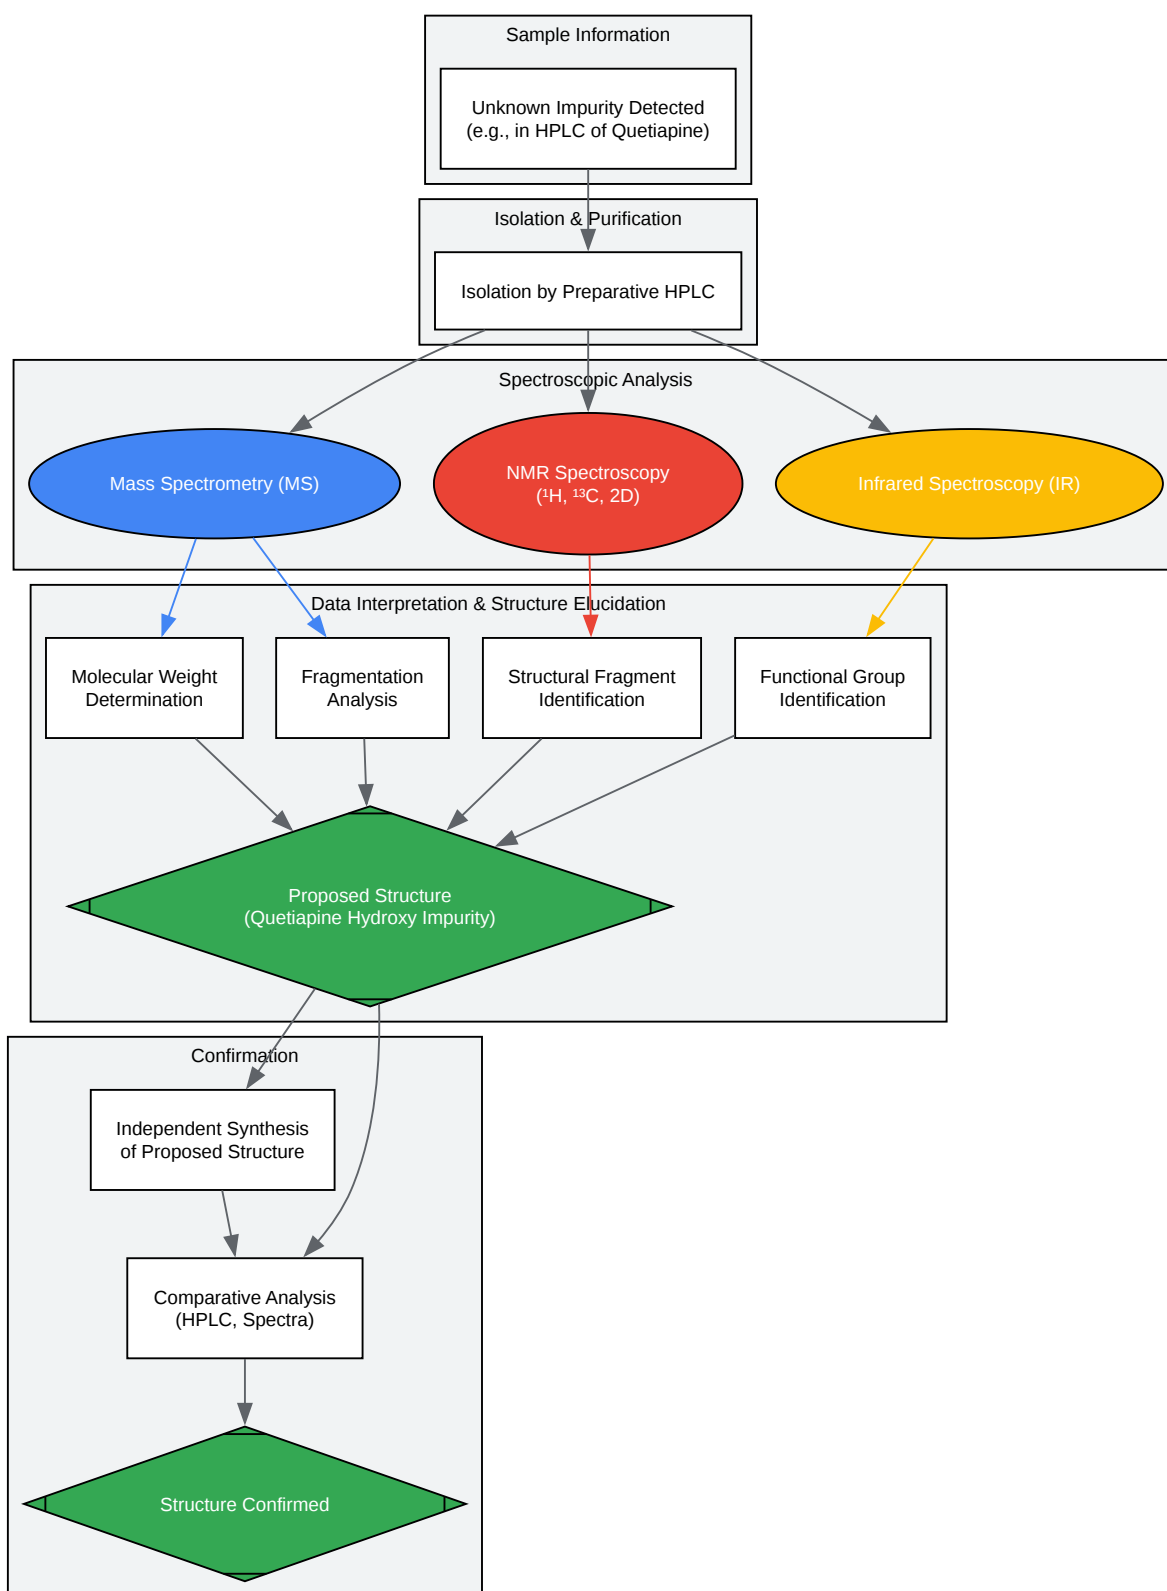 Sample Information
Unknown Impurity Detected
(e.g., in HPLC of Quetiapine)
Isolation & Purification
Isolation by Preparative HPLC
Spectroscopic Analysis
Mass Spectrometry (MS)
NMR Spectroscopy
(¹H, ¹³C, 2D)
Infrared Spectroscopy (IR)
Data Interpretation & Structure Elucidation
Molecular Weight
Determination
Fragmentation
Analysis
Structural Fragment
Identification
Functional Group
Identification
Proposed Structure
(Quetiapine Hydroxy Impurity)
Confirmation
Independent Synthesis
of Proposed Structure
Comparative Analysis
(HPLC, Spectra)
Structure Confirmed